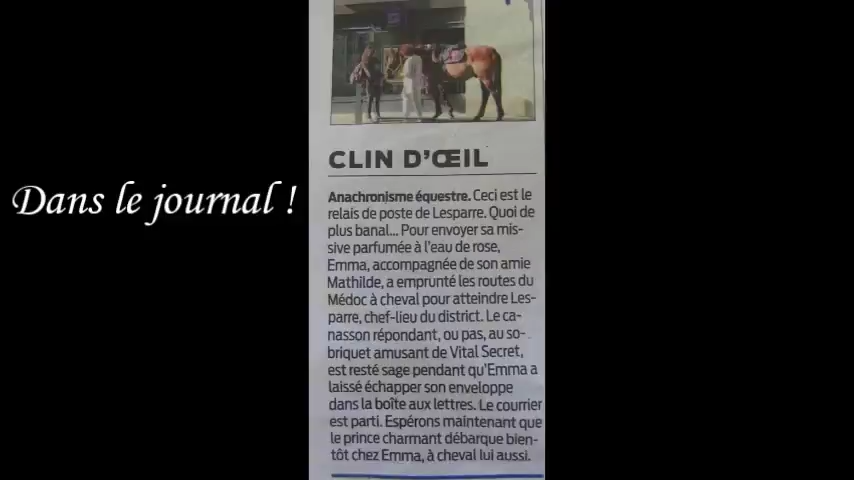 Dans le journal !
CLIN D'ŒIL
Anachronisme équestre. Ceci est le
relais de poste de Lesparre. Quoi de
plus banal... Pour envoyer sa mis-
sive parfumée à l'eau de rose,
Emma, accompagnée de son amie
Mathilde, a emprunté les routes du
Médoc à cheval pour atteindre Les-
parre, chef-lieu du district. Le ca-
nasson répondant, ou pas, au so-
briquet amusant de Vital Secret,
est resté sage pendant qu'Emma a
laissé échapper son enveloppe
dans la boîte aux lettres. Le courrier
est parti. Espérons maintenant que
le prince charmant débarque bien-
tôt chez Emma, à cheval lui aussi.